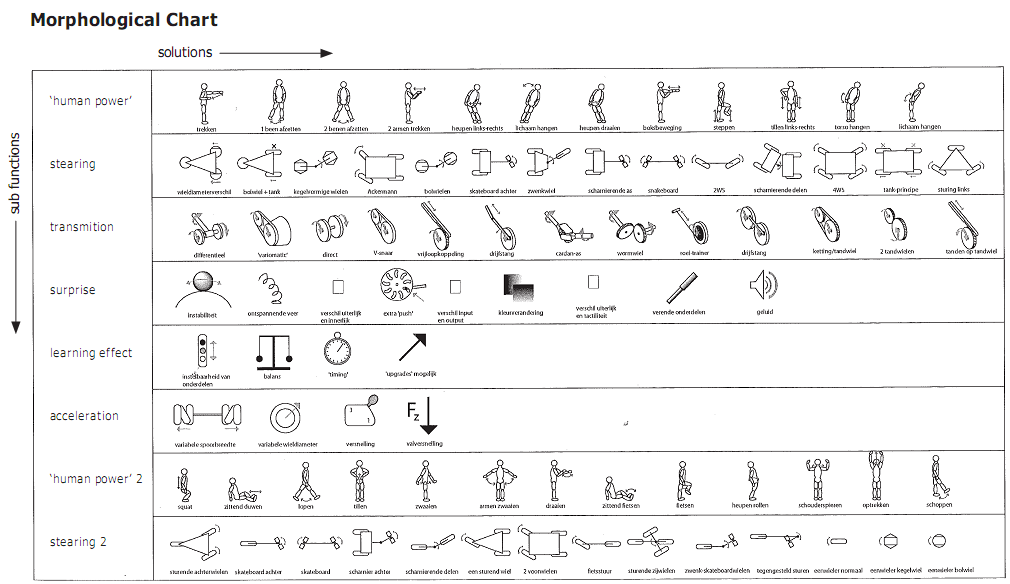 Morphological Chart
solutions
sub functions
'human power'
trekken
1 been afzetten
2 benen afzetten
2 armen trekken
heupen links-rechts
lichaam hangen
heupen draaien
boksbeweging
steppen
tillen links-rechts
torso hangen
lichaam hangen
stearing
wieldiameterverschil
bolwiel + tank
kegelvormige wielen
Ackermann
bolwielen
skateboard achter
zwenkwiel
scharnierende as
snakeboard
2WS
scharnierende delen
4WS
tank-principe
sturing links
transmition
differentieel
'variomatic'
direct
V-snaar
vrijloopkoppeling
drijfstang
cardan-as
wormwiel
drijfstang
ketting/tandwiel
2 tandwielen
tanden op tandwiel
surprise
instabiliteit
ontspannende veer
verschil uiterlijk
en innerlijk
extra 'push'
verschil input
en output
kleurverandering
verschil uiterlijk
en tactiliteit
verende onderdelen
geluid
learning effect
instelbaarheid van
onderdelen
balans
'timing'
'upgrades' mogelijk
acceleration
3
1
Fz
variabele spoorbreedte
variabele wieldiameter
versnelling
valversnelling
'human power' 2
squat
zittend duwen
lopen
tillen
zwaaien
armen zwaaien
draaien
zittend fietsen
fietsen
heupen rollen
schouderspieren
optrekken
schoppen
stearing 2
sturende achterwielen
skateboard achter
skateboard
scharnier achter
scharnierende delen
een sturend wiel
2 voorwielen
fietsstuur
sturende zijwielen
zwenk-skateboardwielen
tegengesteld sturen
eenwieler normaal
eenwieler kegelwiel
eenwieler bolwiel